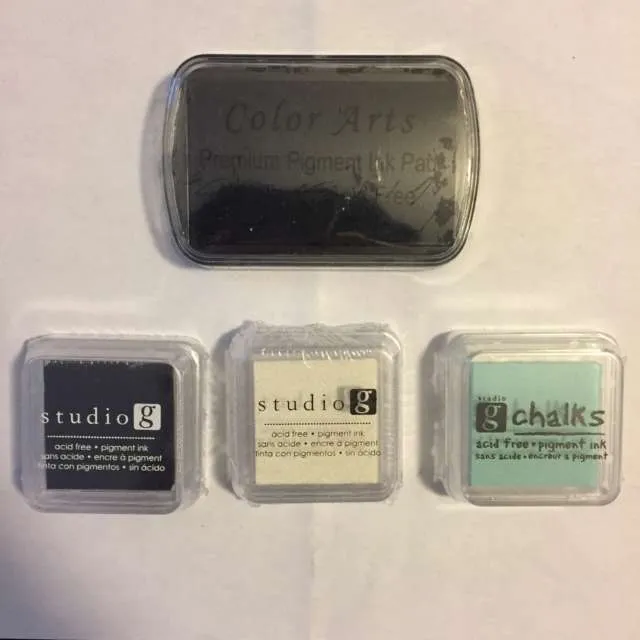 Color Arts
Premium Pigment Ink Pad
Free
studio g
acid free • pigment ink
sans acide • encre à pigment
tinta con pigmentos • sin ácido
studio g
acid free • pigment ink
sans acide • encre à pigment
tinta con pigmentos • sin ácido
studio
g chalks
acid free • pigment ink
sans acide • encreur à pigment